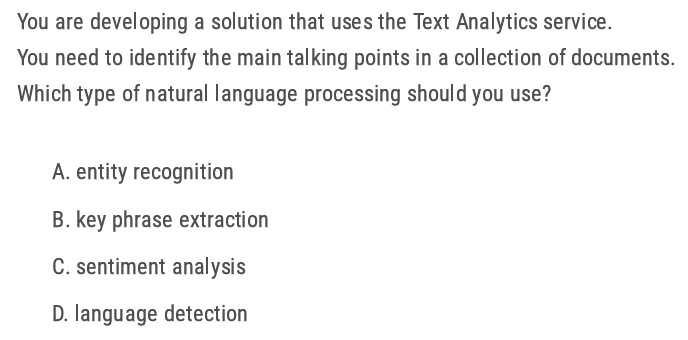 You are developing a solution that uses the Text Analytics service.
You need to identify the main talking points in a collection of documents.
Which type of natural language processing should you use?
A. entity recognition
B. key phrase extraction
C. sentiment analysis
D. language detection